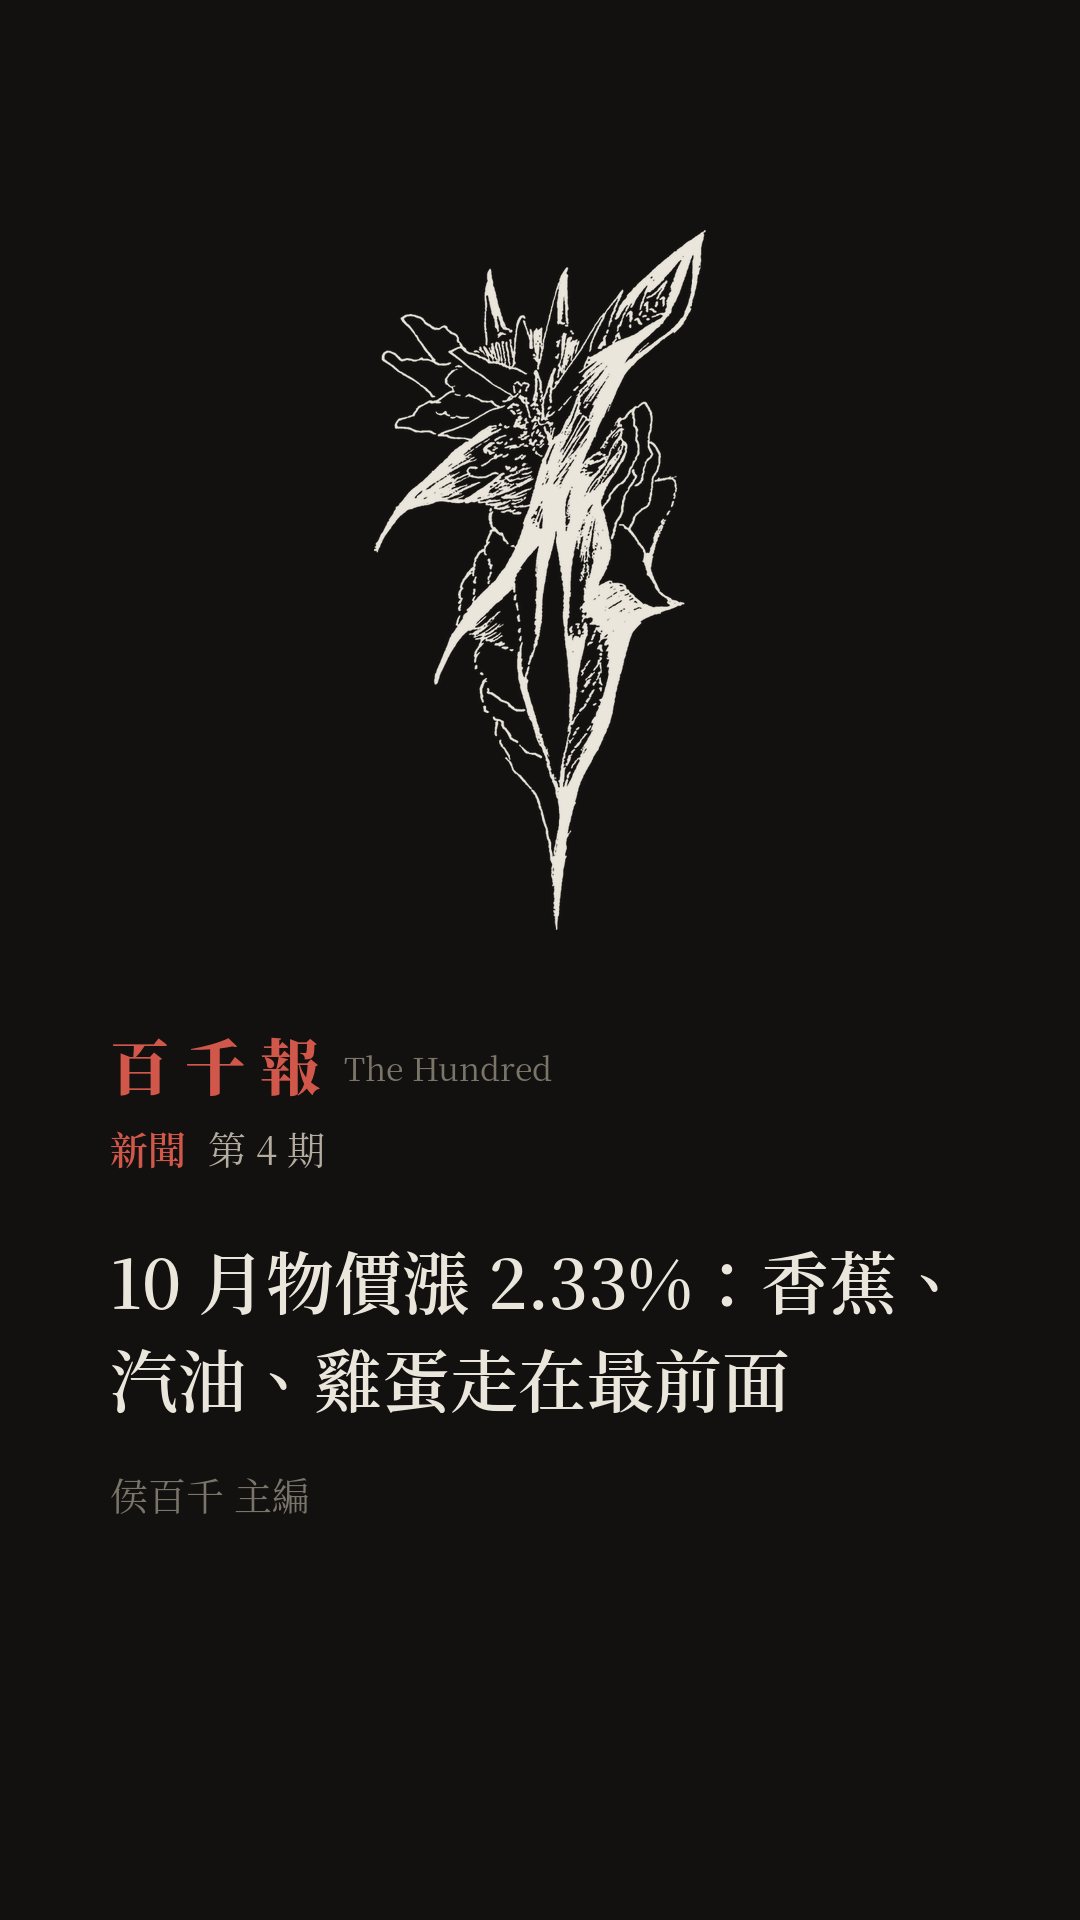 百千報 The Hundred
新聞 第 4 期
10 月物價漲 2.33%：香蕉、
汽油、雞蛋走在最前面
侯百千 主編